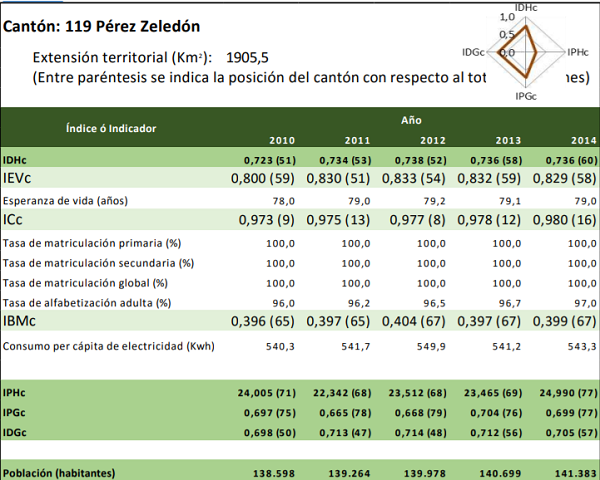 IDHc
Cantón: 119 Pérez Zeledón
1,0
0,5
0,0
IDGc
IPHc
IPGc
Extensión territorial (Km²): 1905,5
(Entre paréntesis se indica la posición del cantón con respecto al tot nes)
Índice ó Indicador
Año
2010 2011 2012 2013 2014
IDHc 0,723 (51) 0,734 (53) 0,738 (52) 0,736 (58) 0,736 (60)
IEVc 0,800 (59) 0,830 (51) 0,833 (54) 0,832 (59) 0,829 (58)
Esperanza de vida (años) 78,0 79,0 79,2 79,1 79,0
ICc 0,973 (9) 0,975 (13) 0,977 (8) 0,978 (12) 0,980 (16)
Tasa de matriculación primaria (%) 100,0 100,0 100,0 100,0 100,0
Tasa de matriculación secundaria (%) 100,0 100,0 100,0 100,0 100,0
Tasa de matriculación global (%) 100,0 100,0 100,0 100,0 100,0
Tasa de alfabetización adulta (%) 96,0 96,2 96,5 96,7 97,0
IBMc 0,396 (65) 0,397 (65) 0,404 (67) 0,397 (67) 0,399 (67)
Consumo per cápita de electricidad (Kwh) 540,3 541,7 549,9 541,2 543,3
IPHc 24,005 (71) 22,342 (68) 23,512 (68) 23,465 (69) 24,990 (77)
IPGc 0,697 (75) 0,665 (78) 0,668 (79) 0,704 (76) 0,699 (77)
IDGc 0,698 (50) 0,713 (47) 0,714 (48) 0,712 (56) 0,705 (57)
Población (habitantes) 138.598 139.264 139.978 140.699 141.383